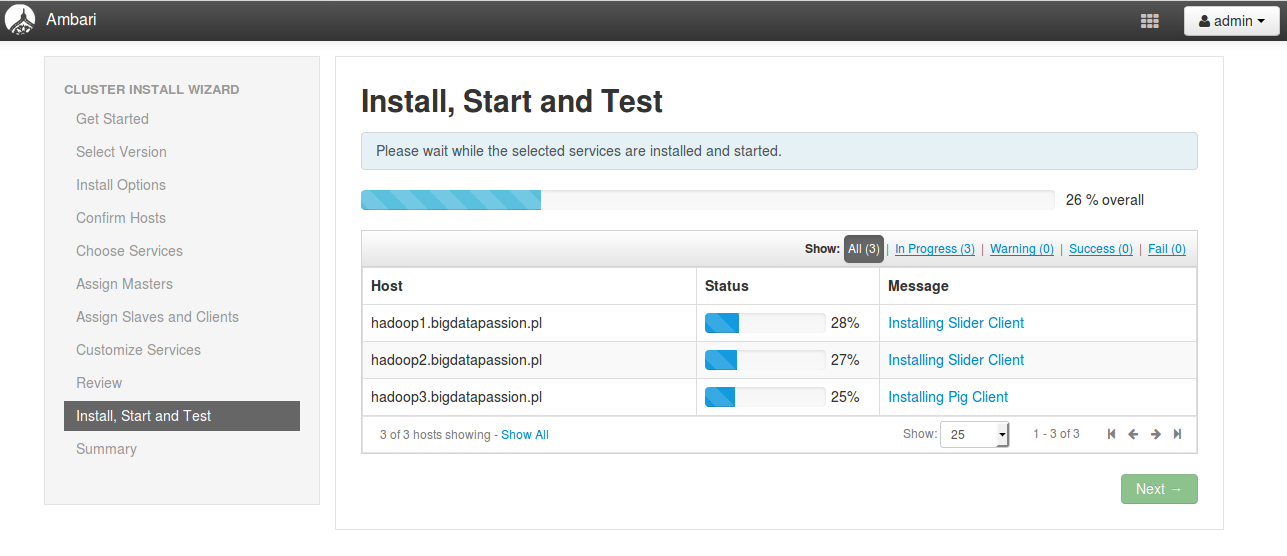 Ambari
admin
CLUSTER INSTALL WIZARD
Get Started
Select Version
Install Options
Confirm Hosts
Choose Services
Assign Masters
Assign Slaves and Clients
Customize Services
Review
Install, Start and Test
Summary
Install, Start and Test
Please wait while the selected services are installed and started.
26 % overall
Show: All (3) | In Progress (3) | Warning (0) | Success (0) | Fail (0)
Host Status Message
hadoop1.bigdatapassion.pl 28% Installing Slider Client
hadoop2.bigdatapassion.pl 27% Installing Slider Client
hadoop3.bigdatapassion.pl 25% Installing Pig Client
3 of 3 hosts showing - Show All Show: 25 1 - 3 of 3
Next →